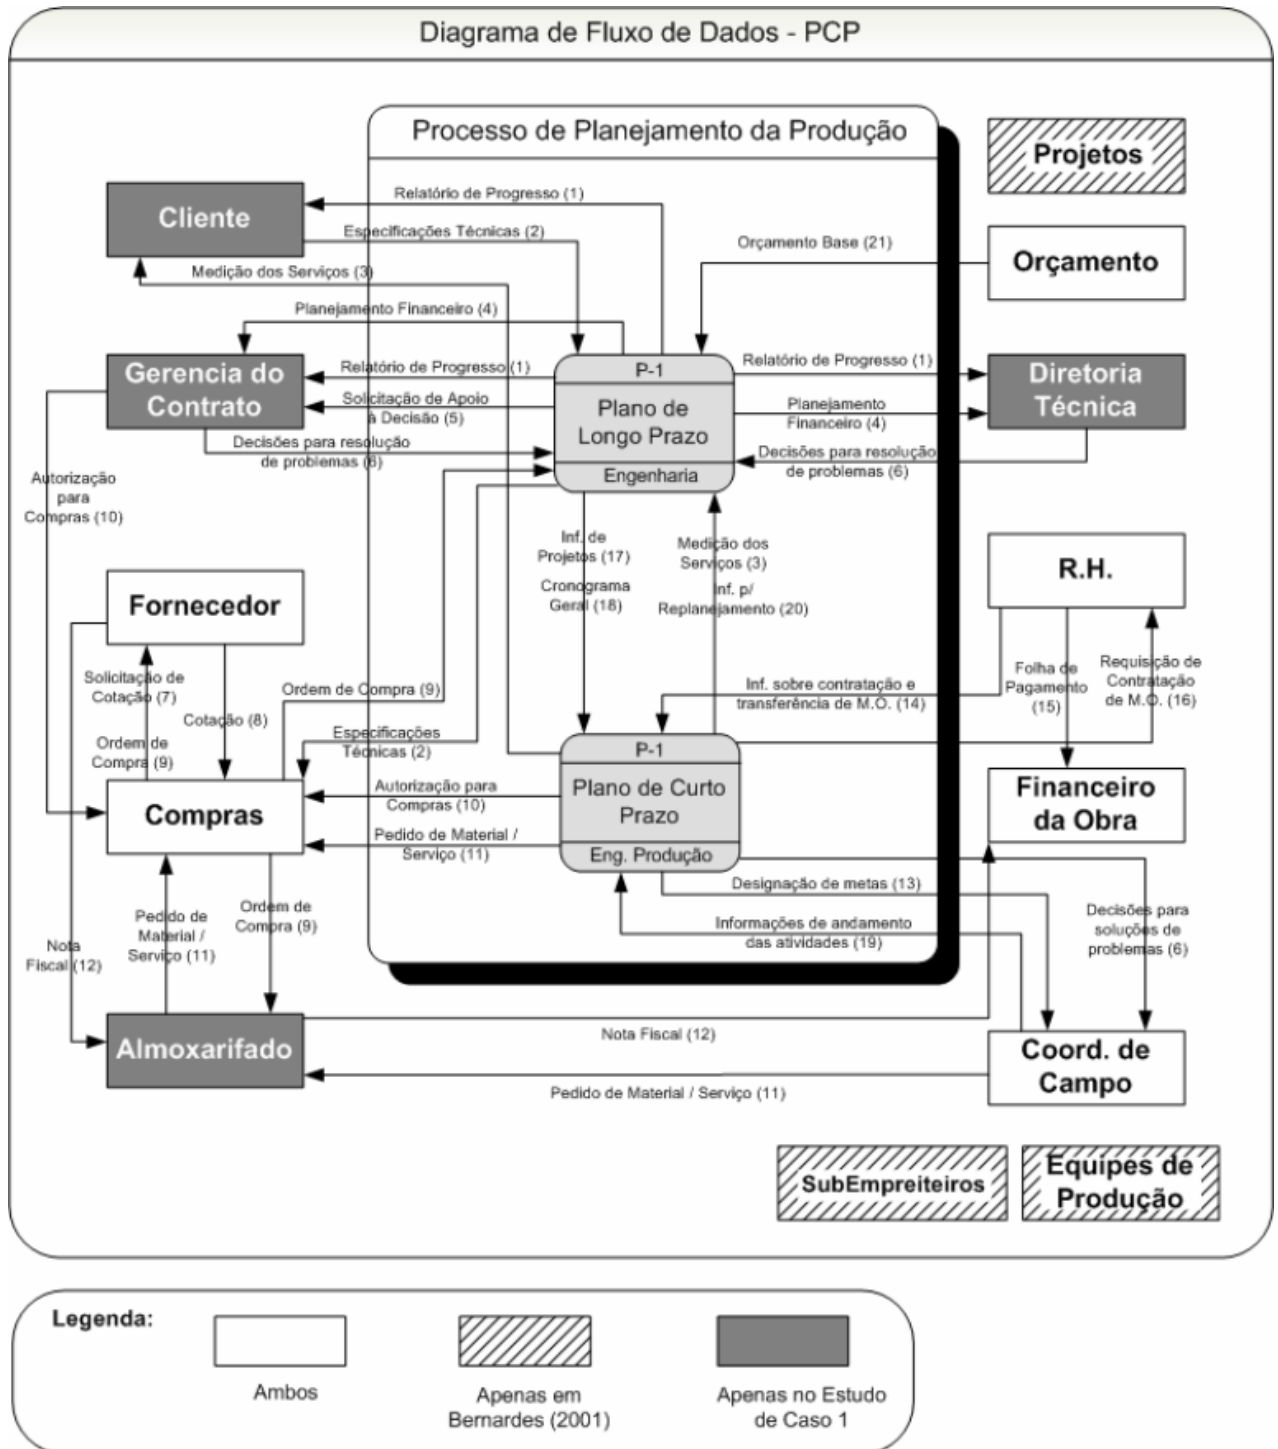 Diagrama de Fluxo de Dados - PCP
Processo de Planejamento da Produção
Projetos
Cliente
Relatório de Progresso (1)
Especificações Técnicas (2)
Medição dos Serviços (3)
Orçamento Base (21)
Orçamento
Planejamento Financeiro (4)
Gerencia do
Contrato
Relatório de Progresso (1)
Solicitação de Apoio
à Decisão (5)
Decisões para resolução
de problemas (6)
P-1
Plano de
Longo Prazo
Engenharia
Relatório de Progresso (1)
Planejamento
Financeiro (4)
Decisões para resolução
de problemas (6)
Diretoria
Técnica
Autorização
para
Compras (10)
Inf. de
Projetos (17)
Cronograma
Geral (18)
Medição dos
Serviços (3)
Inf. p/
Replanejamento (20)
R.H.
Fornecedor
Solicitação de
Cotação (7)
Cotação (8)
Ordem de
Compra (9)
Ordem de Compra (9)
Especificações
Técnicas (2)
Inf. sobre contratação e
transferência de M.O. (14)
Folha de
Pagamento
(15)
Requisição de
Contratação
de M.O. (16)
Compras
Autorização para
Compras (10)
Pedido de Material /
Serviço (11)
P-1
Plano de Curto
Prazo
Eng. Produção
Financeiro
da Obra
Designação de metas (13)
Informações de andamento
das atividades (19)
Decisões para
soluções de
problemas (6)
Nota
Fiscal (12)
Pedido de
Material /
Serviço (11)
Ordem de
Compra (9)
Almoxarifado
Nota Fiscal (12)
Pedido de Material / Serviço (11)
Coord. de
Campo
SubEmpreiteiros
Equipes de
Produção
Legenda:
Ambos
Apenas em
Bernardes (2001)
Apenas no Estudo
de Caso 1